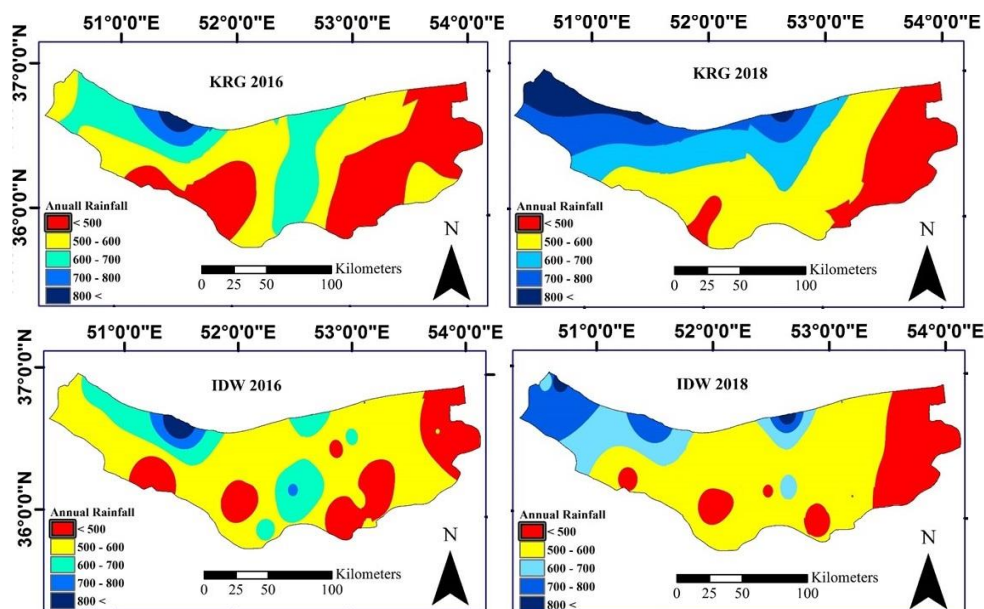 51°0'0"E 52°0'0"E 53°0'0"E 54°0'0"E
37°0'0"N
36°0'0"N
KRG 2016
Anuall Rainfall
< 500
500 - 600
600 - 700
700 - 800
800 <
N
Kilometers
0 25 50 100
51°0'0"E 52°0'0"E 53°0'0"E 54°0'0"E
KRG 2018
Annual Rainfall
< 500
500 - 600
600 - 700
700 - 800
800 <
N
Kilometers
0 25 50 100
51°0'0"E 52°0'0"E 53°0'0"E 54°0'0"E
37°0'0"N
36°0'0"N
IDW 2016
Annual Rainfall
< 500
500 - 600
600 - 700
700 - 800
800 <
N
Kilometers
0 25 50 100
51°0'0"E 52°0'0"E 53°0'0"E 54°0'0"E
IDW 2018
Annual Rainfall
< 500
500 - 600
600 - 700
700 - 800
800 <
N
Kilometers
0 25 50 100